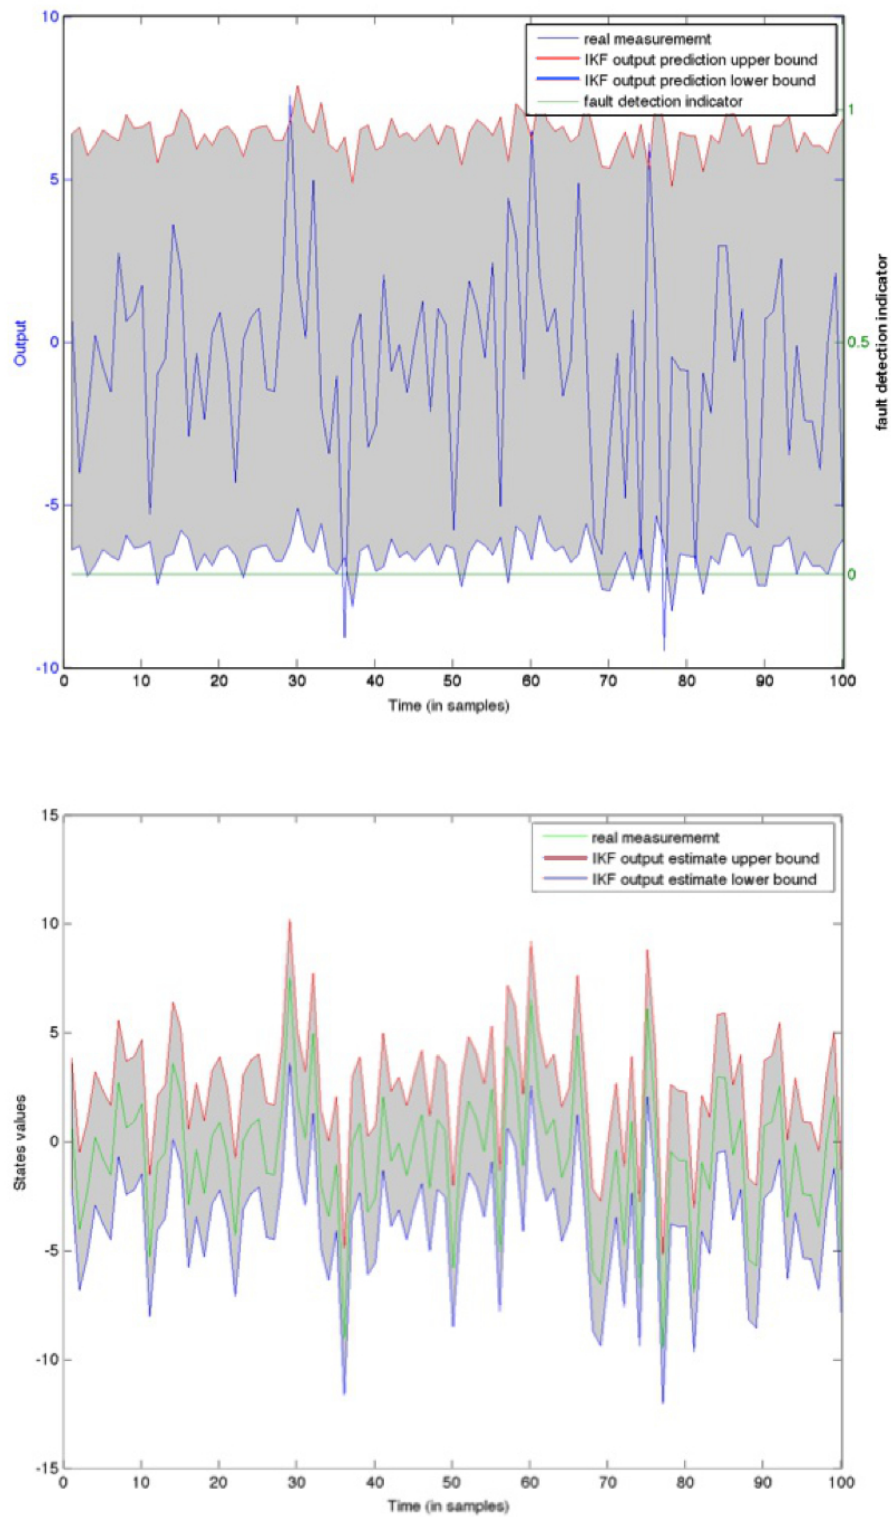 10
real measuremernt
IKF output prediction upper bound
IKF output prediction lower bound
fault detection indicator
1
5
Output
0
0.5
fault detection indicator
-5
0
-10
0 10 20 30 40 50 60 70 80 90 100
Time (in samples)
15
real measuremernt
IKF output estimate upper bound
IKF output estimate lower bound
10
5
States values
0
-5
-10
-15
0 10 20 30 40 50 60 70 80 90 100
Time (in samples)